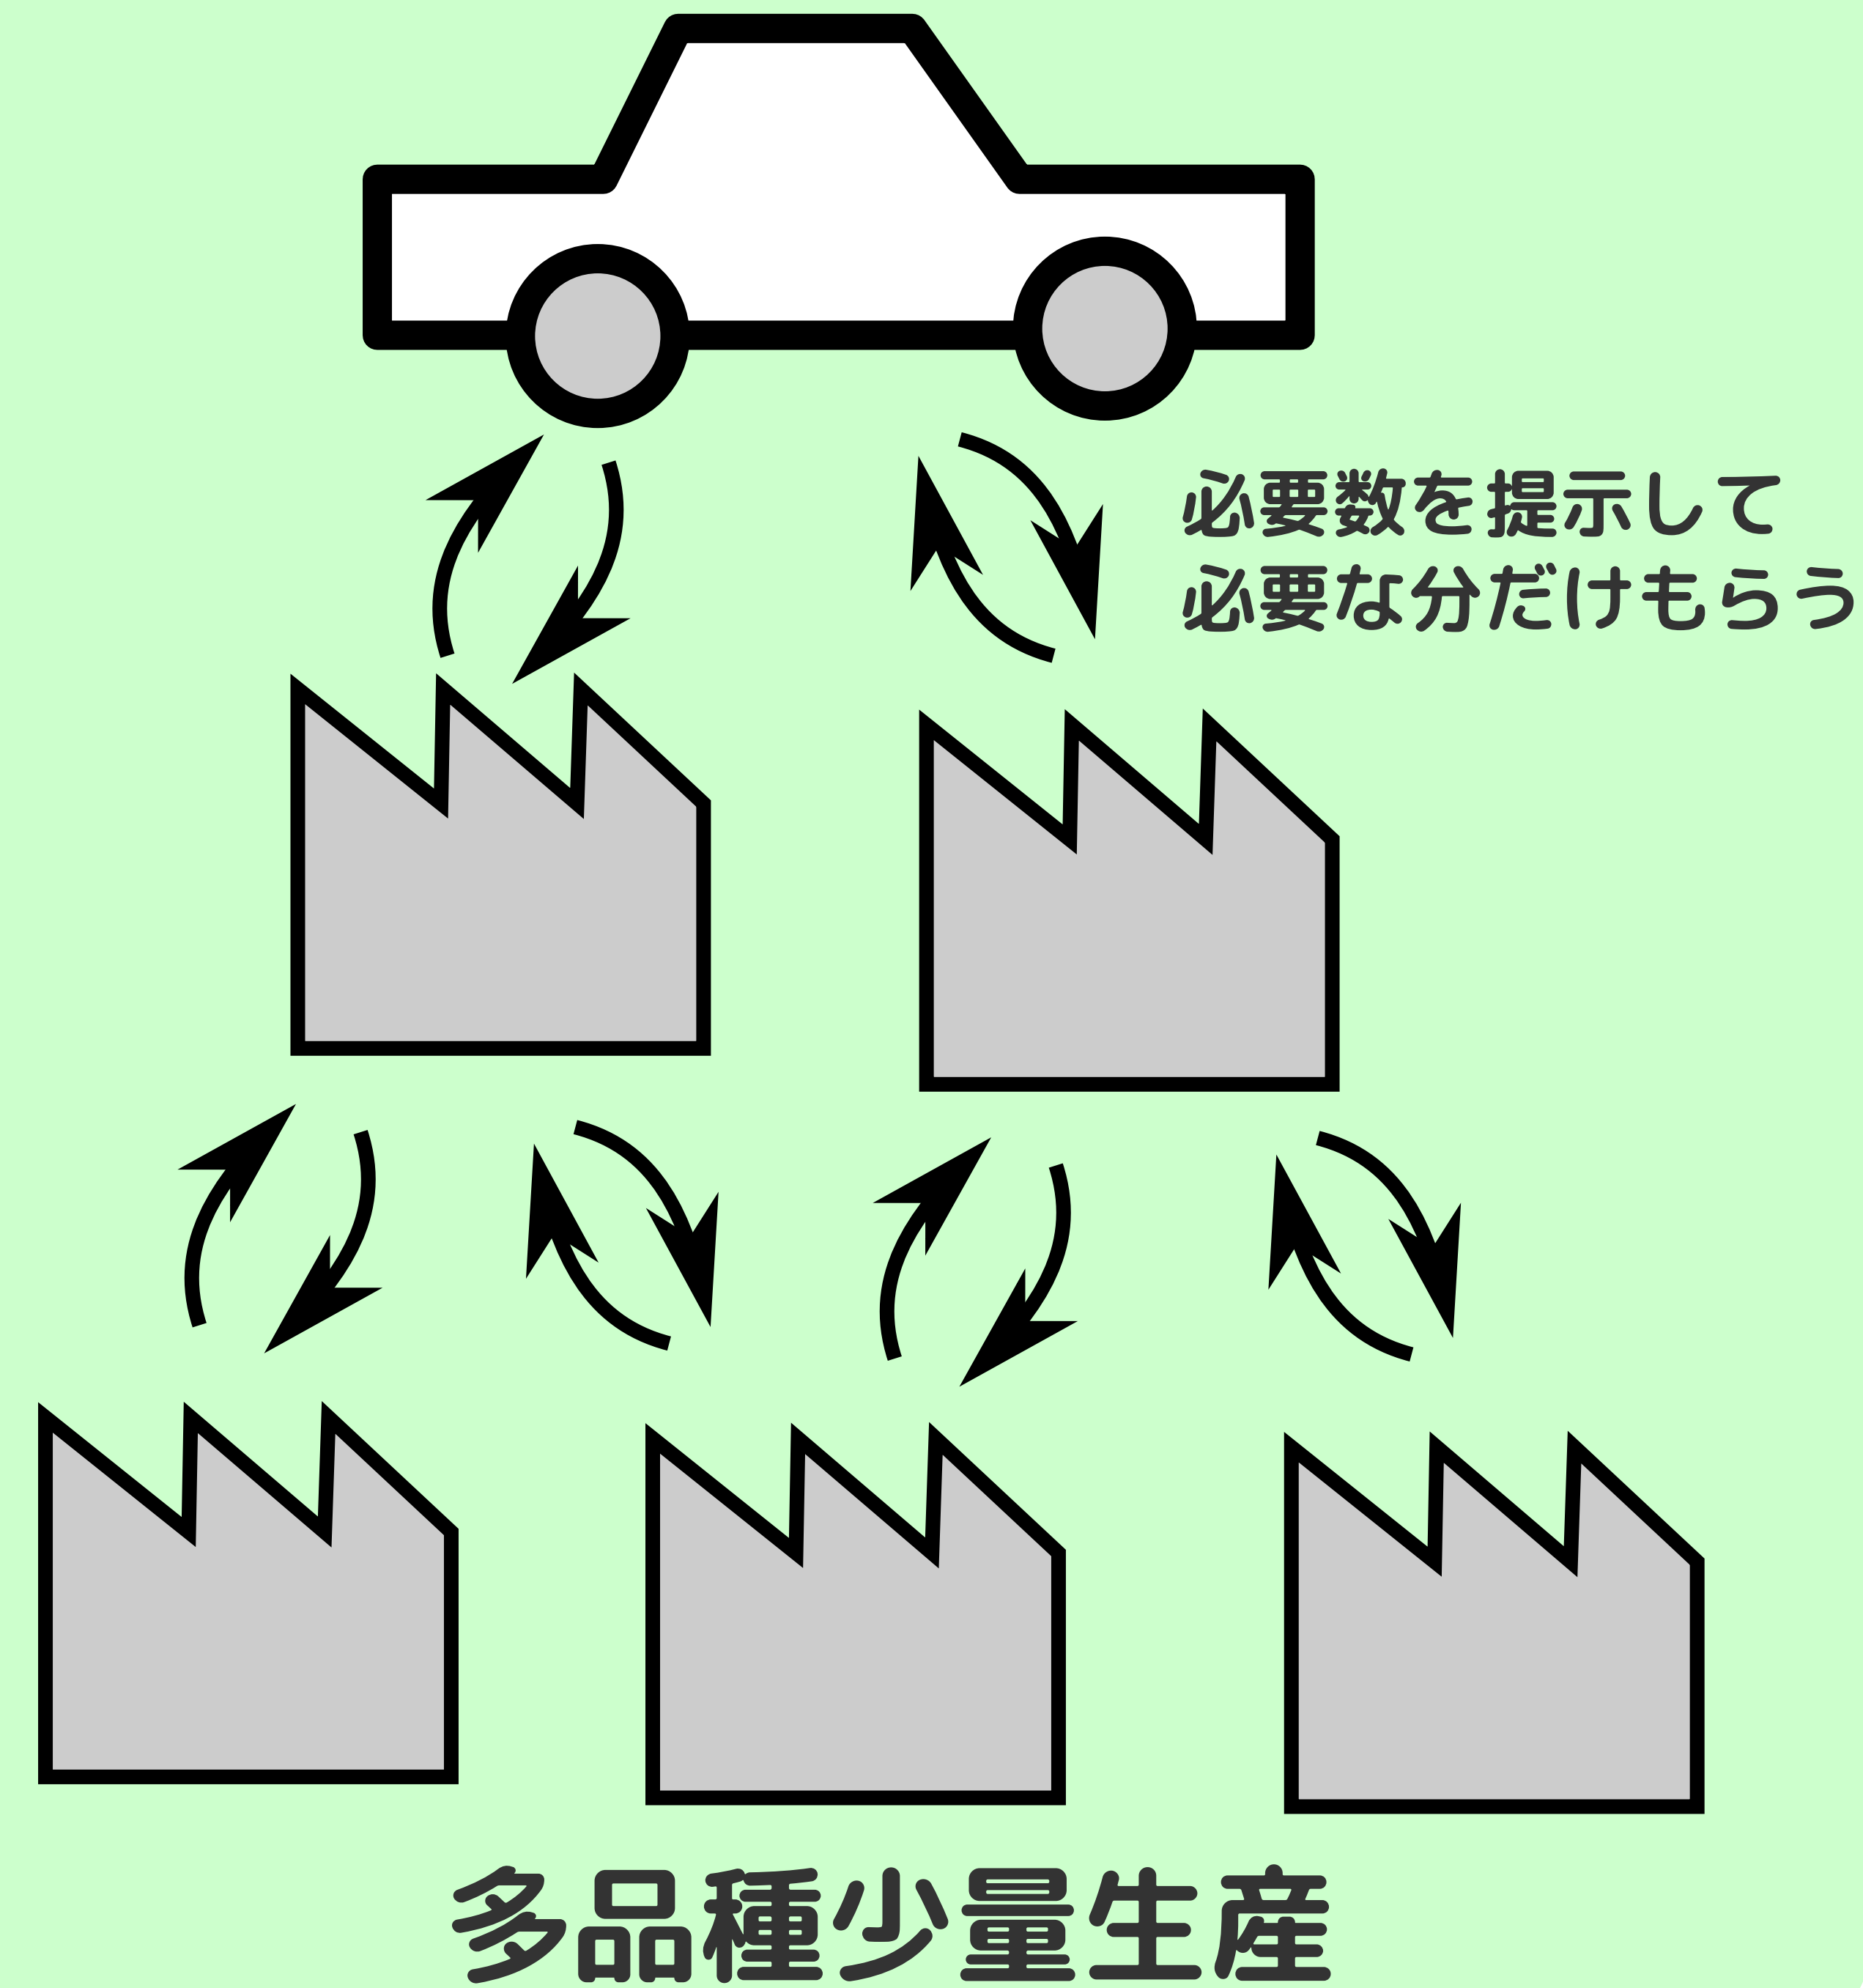 必要数を提示して
必要な分だけもらう
多品種少量生産